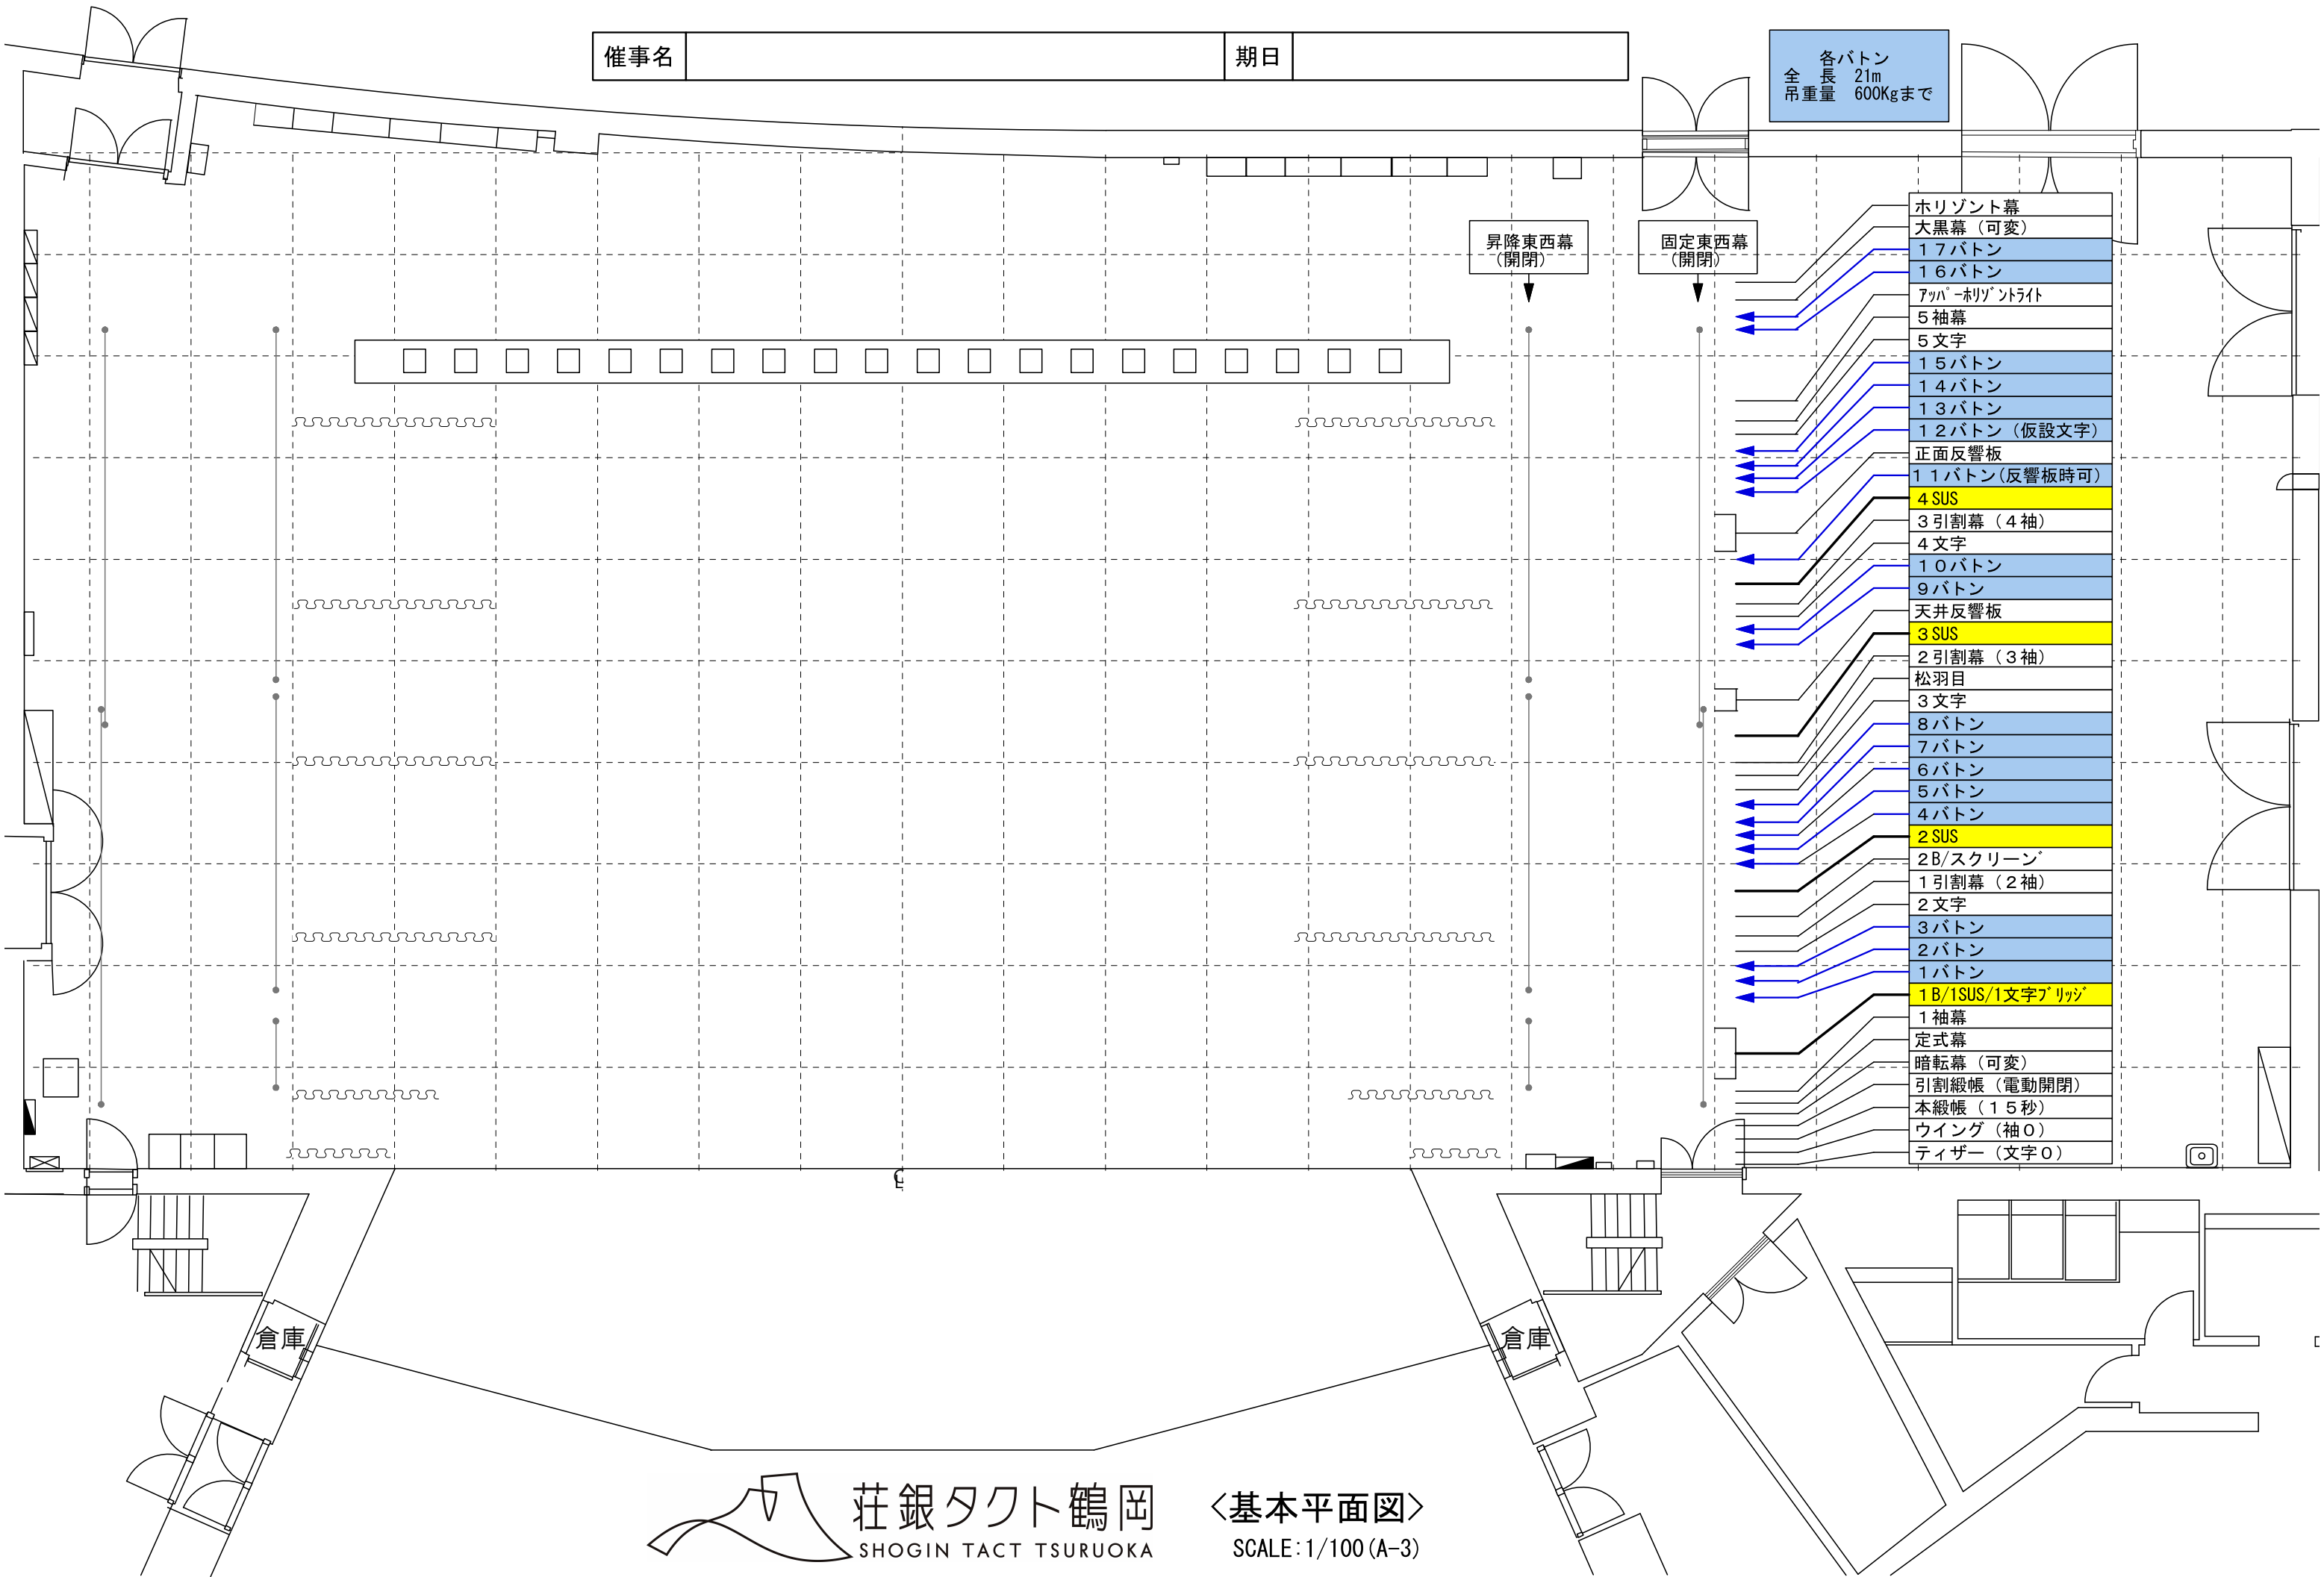 催事名
期日
各バトン
全　長　21m
吊重量　600Kgまで
昇降東西幕
（開閉）
固定東西幕
（開閉）
ホリゾント幕
大黒幕（可変）
１７バトン
１６バトン
ｱｯﾊﾟｰﾎﾘｿﾞﾝﾄﾗｲﾄ
５袖幕
５文字
１５バトン
１４バトン
１３バトン
１２バトン（仮設文字）
正面反響板
１１バトン(反響板時可)
４SUS
３引割幕（４袖）
４文字
１０バトン
９バトン
天井反響板
３SUS
２引割幕（３袖）
松羽目
３文字
８バトン
７バトン
６バトン
５バトン
４バトン
２SUS
２B/スクリーンﾞ
１引割幕（２袖）
２文字
３バトン
２バトン
１バトン
１B/1SUS/1文字ﾌﾞﾘｯｼﾞ
１袖幕
定式幕
暗転幕（可変）
引割緞帳（電動開閉）
本緞帳（１５秒）
ウイング（袖０）
ティザー（文字０）
℄
倉庫
倉庫
荘銀タクト鶴岡
SHOGIN TACT TSURUOKA
〈基本平面図〉
SCALE:1/100(A-3)